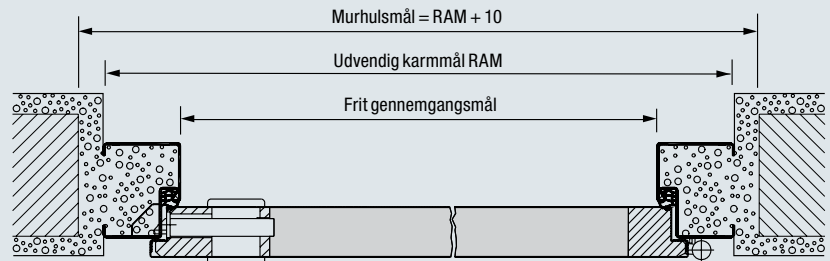 Murhulsmål = RAM + 10
Udvendig karmmål RAM
Frit gennemgangsmål